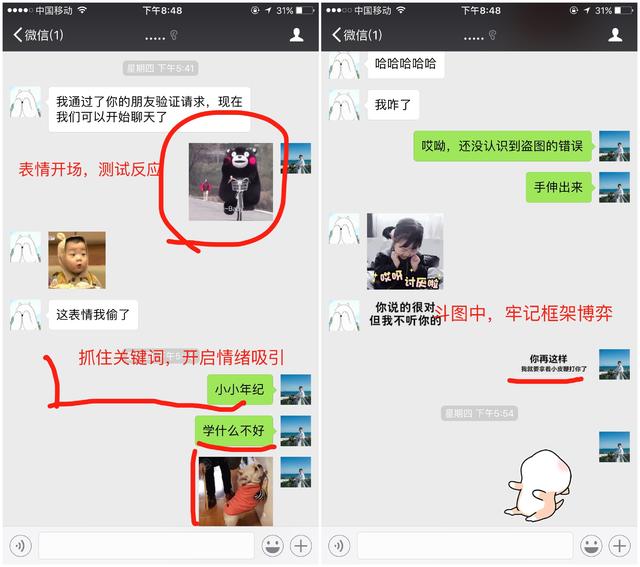 中国移动
下午8:48
31%
微信(1)
.....
星期四 下午5:41
我通过了你的朋友验证请求，现在
我们可以开始聊天了
表情开场，测试反应
~Ba
这表情我偷了
抓住关键词，开启情绪吸引
小小年纪
学什么不好
中国移动
下午8:48
31%
微信(1)
.....
哈哈哈哈哈
我咋了
哎呦，还没认识到盗图的错误
手伸出来
哎呀
讨厌啦
你说的很对
但我不听你的
斗图中，牢记框架博弈
你再这样
我就要拿着小皮鞭打你了
星期四 下午5:54